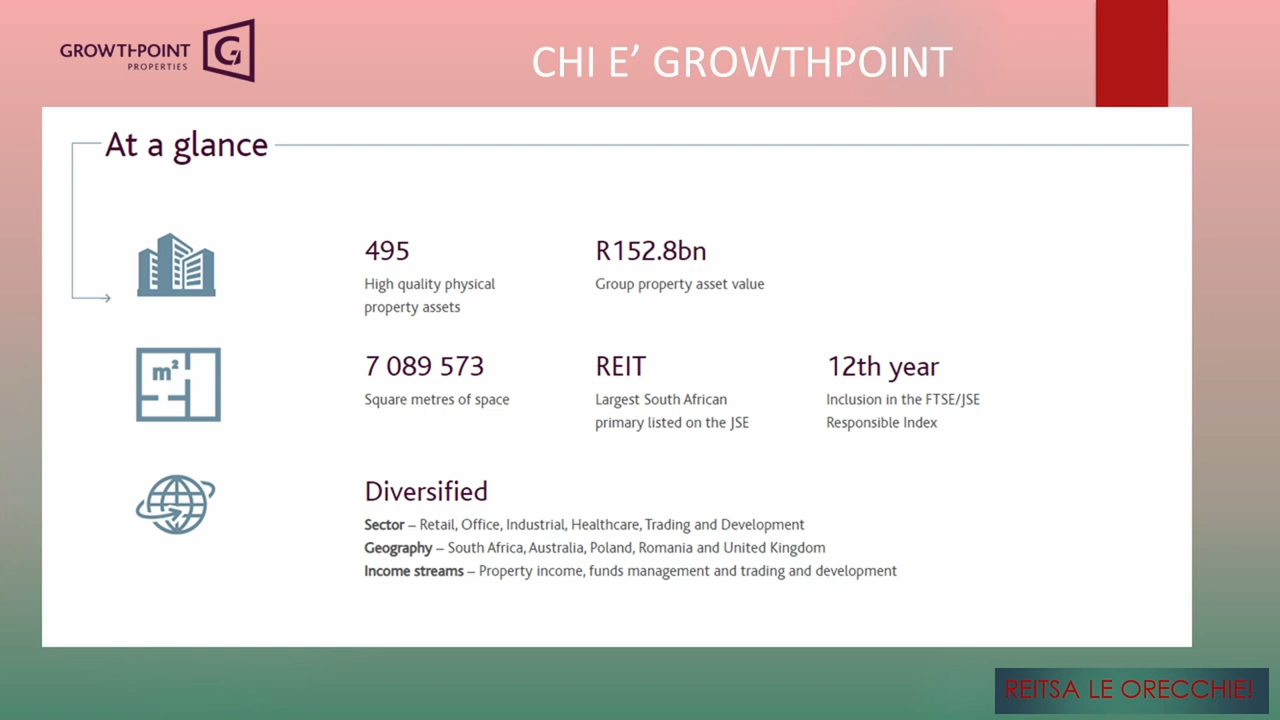 GROWTHPOINT
PROPERTIES
G
CHI E’ GROWTHPOINT
At a glance
495
High quality physical
property assets
R152.8bn
Group property asset value
m²
7 089 573
Square metres of space
REIT
Largest South African
primary listed on the JSE
12th year
Inclusion in the FTSE/JSE
Responsible Index
Diversified
Sector – Retail, Office, Industrial, Healthcare, Trading and Development
Geography – South Africa, Australia, Poland, Romania and United Kingdom
Income streams – Property income, funds management and trading and development
REITSA LE ORECCHIE!